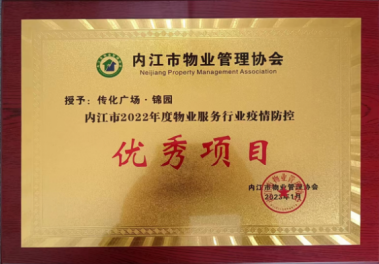 内江市物业管理协会
Neijiang Property Management Association
授予：传化广场·锦园
内江市2022年度物业服务行业疫情防控
优秀项目
内江市物业管理协会
2023年1月